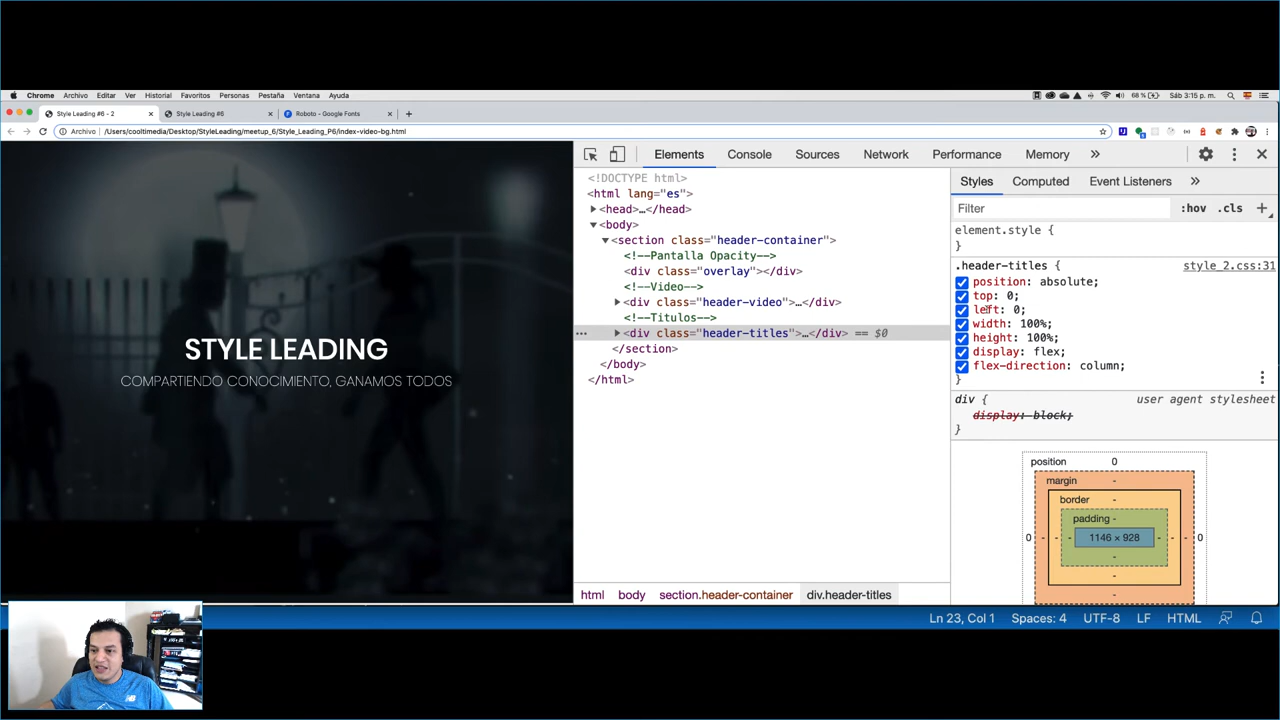 Chrome Archivo Editar Ver Historial Favoritos Personas Pestaña Ventana Ayuda
68 % Sáb 3:15 p. m.
Style Leading #6 - 2
Style Leading #6
Roboto - Google Fonts
Archivo /Users/cooltimedia/Desktop/StyleLeading/meetup_6/Style_Leading_P6/index-video-bg.html
STYLE LEADING
COMPARTIENDO CONOCIMIENTO, GANAMOS TODOS
Elements Console Sources Network Performance Memory »
<!DOCTYPE html>
<html lang="es">
<head>…</head>
<body>
<section class="header-container">
<!--Pantalla Opacity-->
<div class="overlay"></div>
<!--Video-->
<div class="header-video">…</div>
<!--Titulos-->
<div class="header-titles">…</div> == $0
</section>
</body>
</html>
html body section.header-container div.header-titles
Styles Computed Event Listeners »
Filter :hov .cls +
element.style {
}
.header-titles { style_2.css:31
position: absolute;
top: 0;
left: 0;
width: 100%;
height: 100%;
display: flex;
flex-direction: column;
}
div { user agent stylesheet
display: block;
}
position 0
margin -
border -
padding -
0 - - - 1146 × 928 - - - 0
-
-
-
Ln 23, Col 1 Spaces: 4 UTF-8 LF HTML